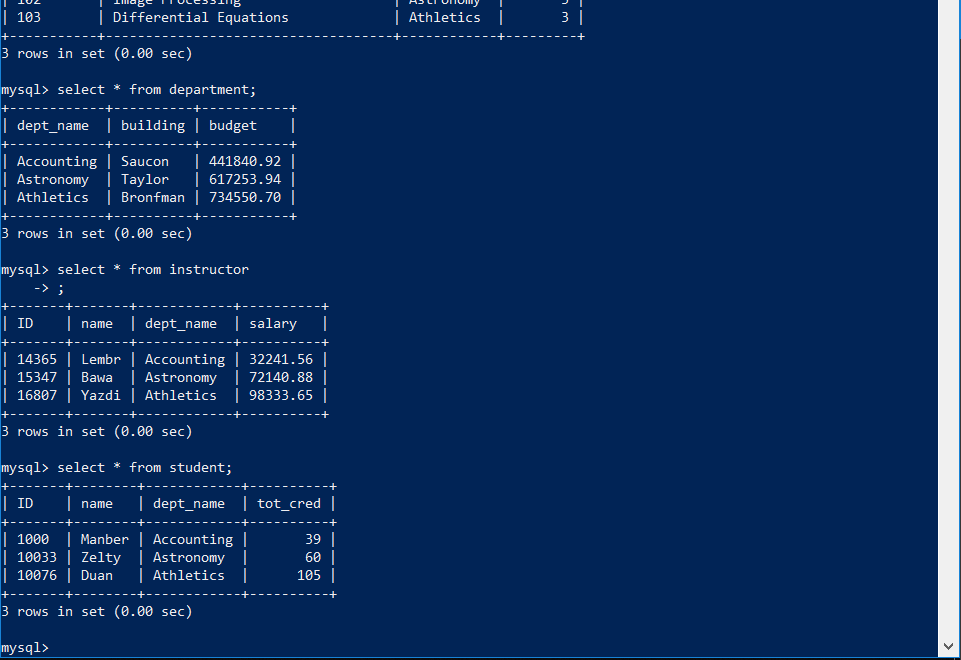 | 102       | Image Processing                   | Astronomy  |       3 |
| 103       | Differential Equations             | Athletics  |       3 |
+-----------+------------------------------------+------------+---------+
3 rows in set (0.00 sec)
mysql> select * from department;
+------------+----------+-----------+
| dept_name  | building | budget    |
+------------+----------+-----------+
| Accounting | Saucon   | 441840.92 |
| Astronomy  | Taylor   | 617253.94 |
| Athletics  | Bronfman | 734550.70 |
+------------+----------+-----------+
3 rows in set (0.00 sec)
mysql> select * from instructor
    -> ;
+-------+-------+------------+----------+
| ID    | name  | dept_name  | salary   |
+-------+-------+------------+----------+
| 14365 | Lembr | Accounting | 32241.56 |
| 15347 | Bawa  | Astronomy  | 72140.88 |
| 16807 | Yazdi | Athletics  | 98333.65 |
+-------+-------+------------+----------+
3 rows in set (0.00 sec)
mysql> select * from student;
+-------+--------+------------+----------+
| ID    | name   | dept_name  | tot_cred |
+-------+--------+------------+----------+
| 1000  | Manber | Accounting |       39 |
| 10033 | Zelty  | Astronomy  |       60 |
| 10076 | Duan   | Athletics  |      105 |
+-------+--------+------------+----------+
3 rows in set (0.00 sec)
mysql>